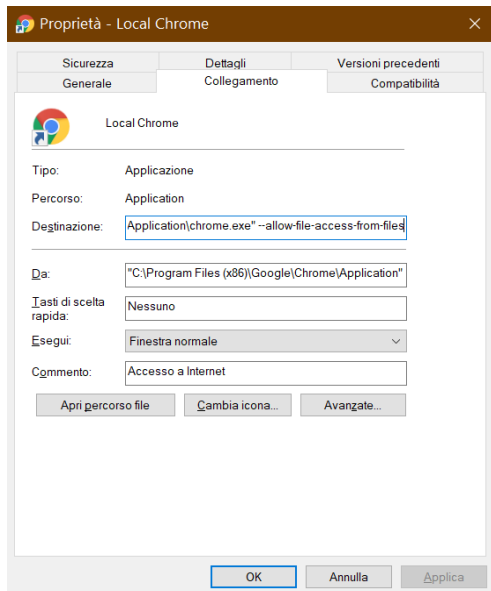 Proprietà - Local Chrome
Sicurezza Dettagli Versioni precedenti
Generale Collegamento Compatibilità
Local Chrome
Tipo: Applicazione
Percorso: Application
Destinazione: Application\chrome.exe" --allow-file-access-from-files
Da: "C:\Program Files (x86)\Google\Chrome\Application"
Tasti di scelta
rapida: Nessuno
Esegui: Finestra normale
Commento: Accesso a Internet
Apri percorso file Cambia icona... Avanzate...
OK Annulla Applica